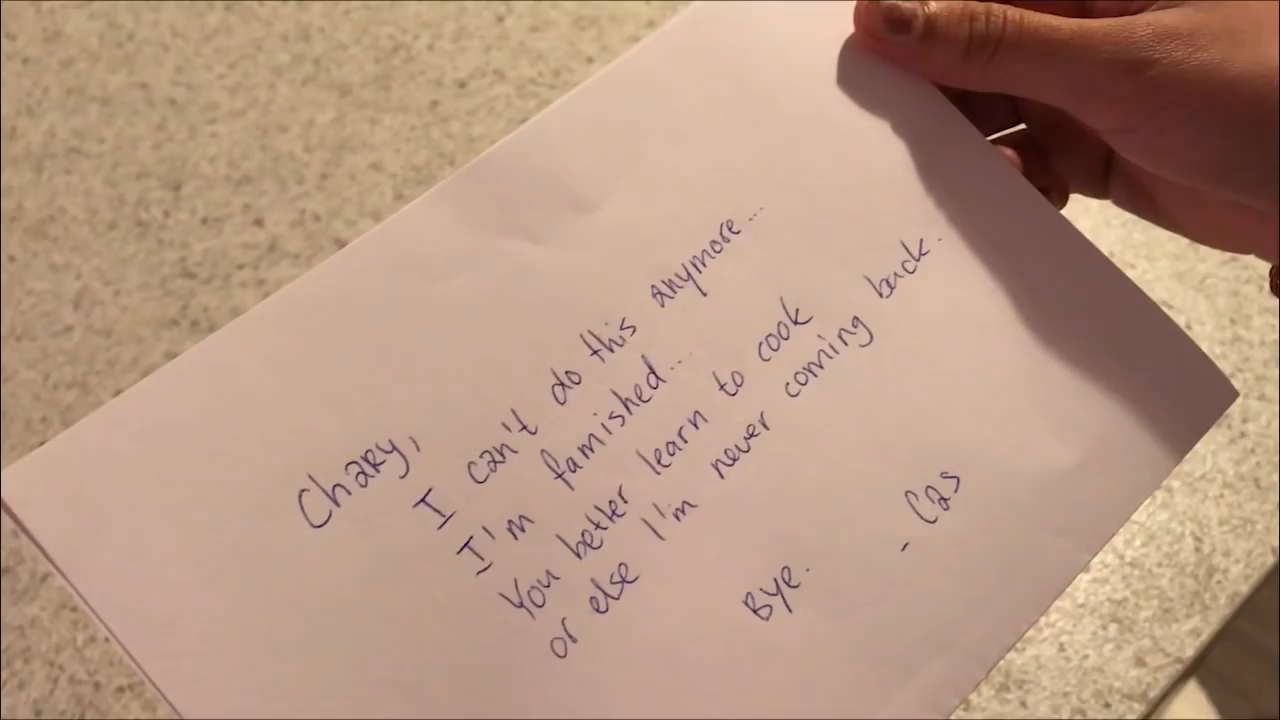 Chary,
I can't do this anymore...
I'm famished...
You better learn to cook
or else I'm never coming back.
Bye.
- Cas